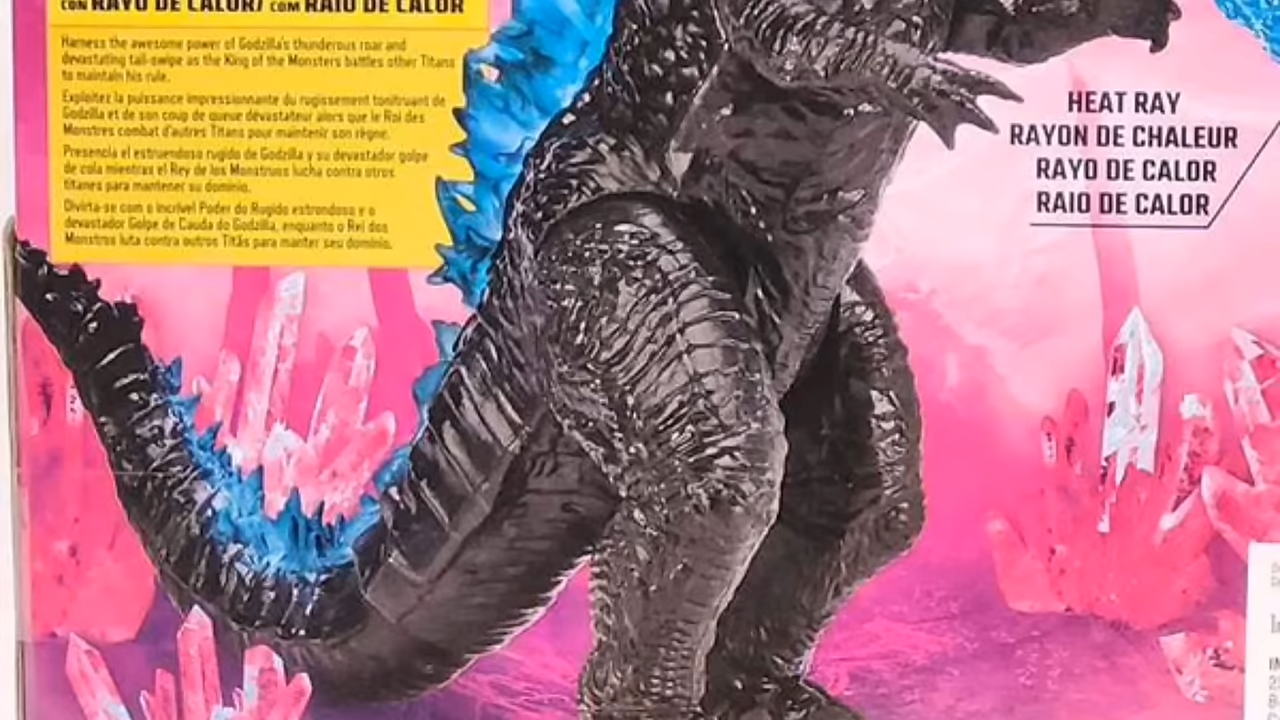 CON RAYO DE CALOR/ COM RAIO DE CALOR
Harness the awesome power of Godzilla's thunderous roar and
devastating tail-swipe as the King of the Monsters battles other Titans
to maintain his rule.
Exploitez la puissance impressionnante du rugissement tonitruant de
Godzilla et de son coup de queue dévastateur alors que le Roi des
Monstres combat d'autres Titans pour maintenir son règne.
Presencia el estruendoso rugido de Godzilla y su devastador golpe
de cola mientras el Rey de los Monstruos lucha contra otros
titanes para mantener su dominio.
Divirta-se com o incrível Poder do Rugido estrondoso e o
devastador Golpe de Cauda do Godzilla, enquanto o Rei dos
Monstros luta contra outros Titãs para manter seu domínio.
HEAT RAY
RAYON DE CHALEUR
RAYO DE CALOR
RAIO DE CALOR